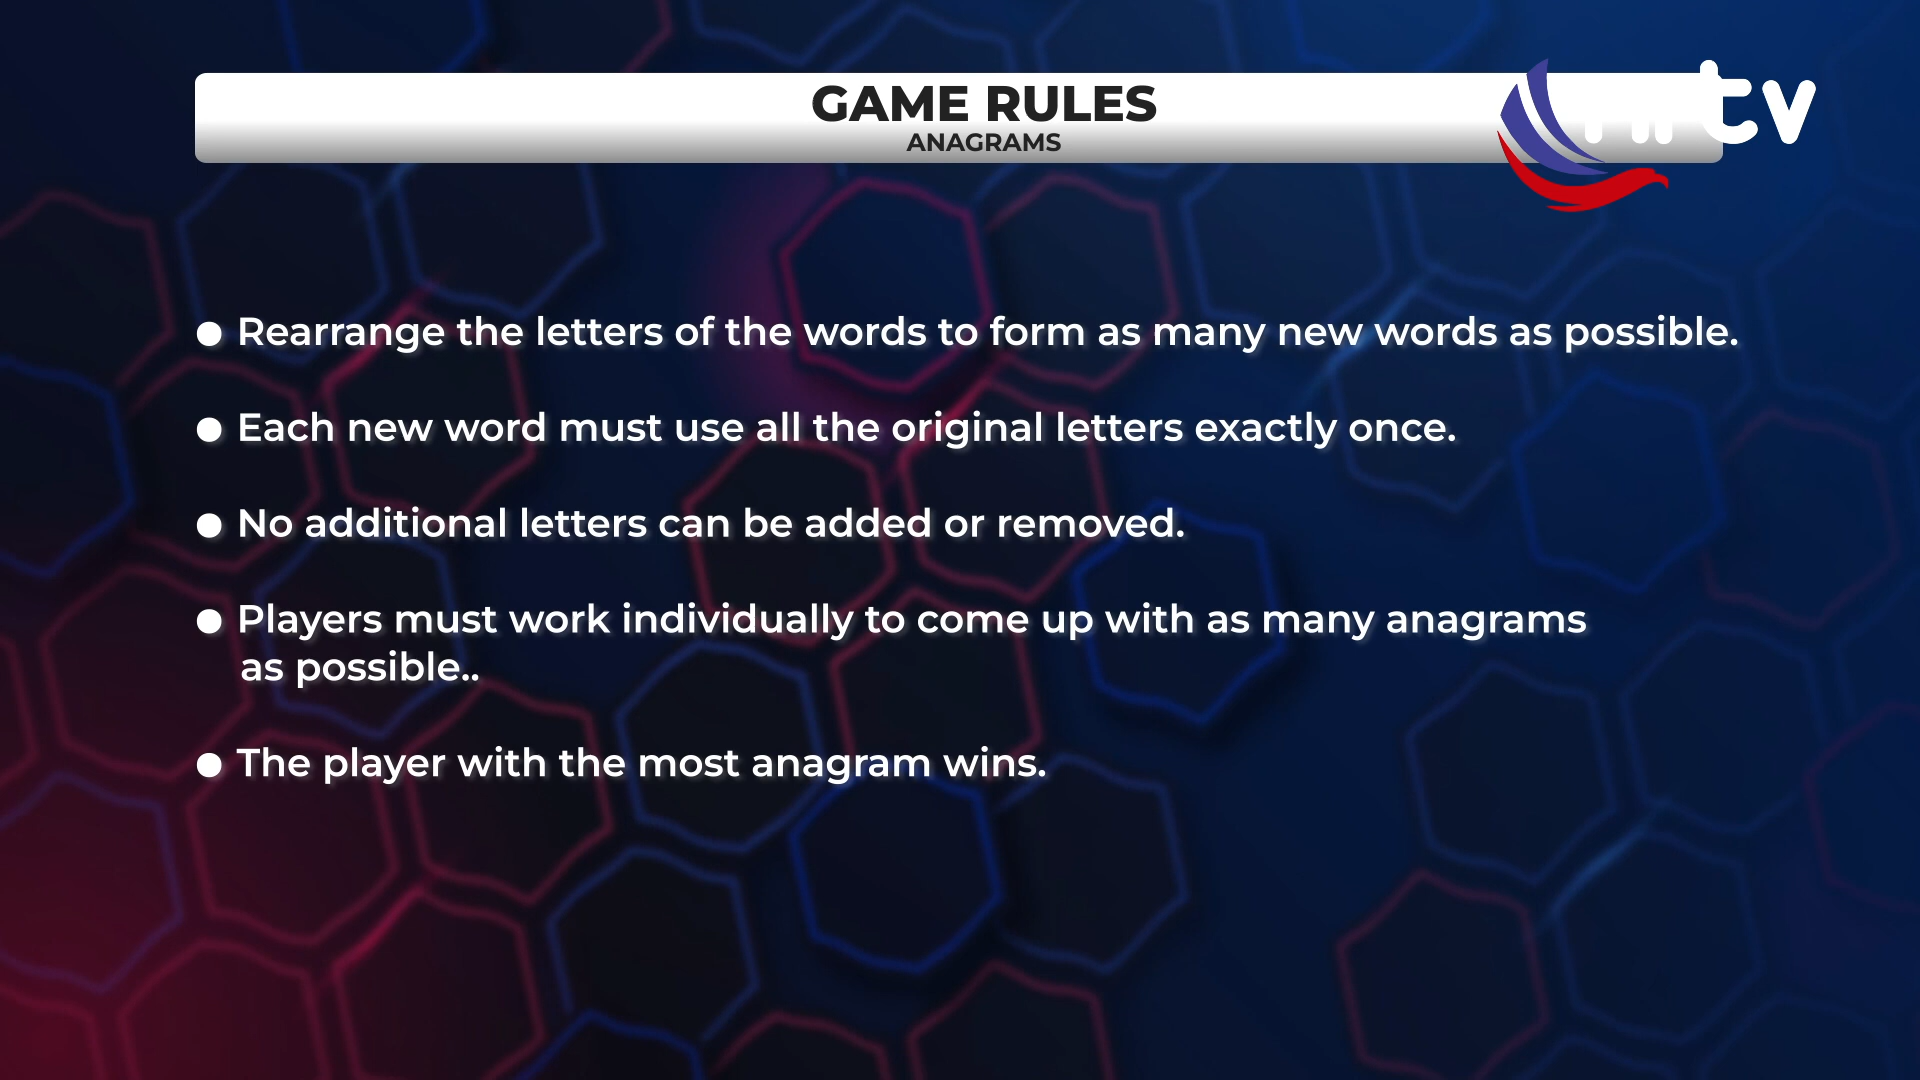 GAME RULES
ANAGRAMS
tv
● Rearrange the letters of the words to form as many new words as possible.
● Each new word must use all the original letters exactly once.
● No additional letters can be added or removed.
● Players must work individually to come up with as many anagrams
as possible..
● The player with the most anagram wins.